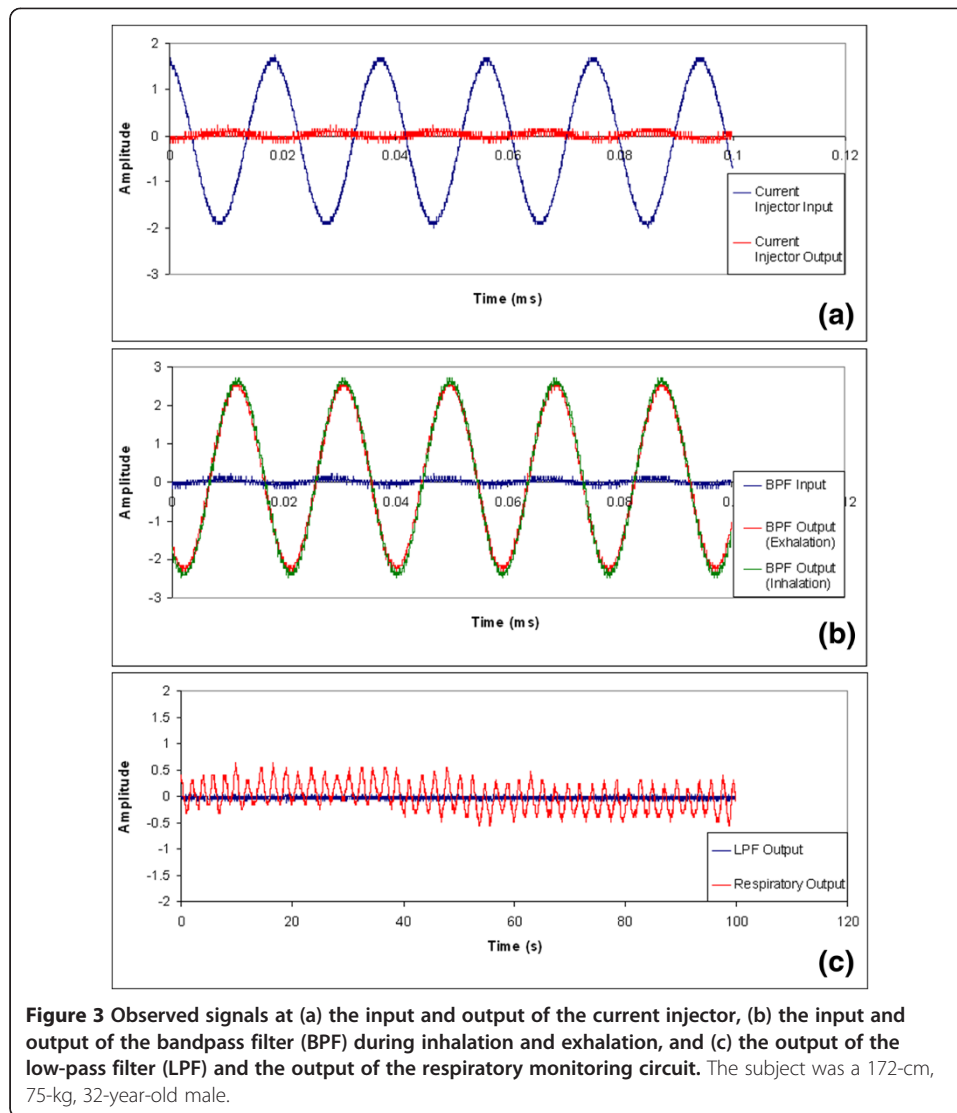 2
1
0
-1
-2
-3
0
0.02
0.04
0.06
0.08
0.1
0.12
Amplitude
Current
Injector Input
Current
Injector Output
Time (ms)
(a)
3
2
1
0
-1
-2
-3
0
0.02
0.04
0.06
0.08
12
Amplitude
BPF Input
BPF Output
(Exhalation)
BPF Output
(Inhalation)
Time (ms)
(b)
2
1.5
1
0.5
0
-0.5
-1
-1.5
-2
0
20
40
60
80
100
120
Amplitude
LPF Output
Respiratory Output
Time (s)
(c)
Figure 3 Observed signals at (a) the input and output of the current injector, (b) the input and
output of the bandpass filter (BPF) during inhalation and exhalation, and (c) the output of the
low-pass filter (LPF) and the output of the respiratory monitoring circuit. The subject was a 172-cm,
75-kg, 32-year-old male.